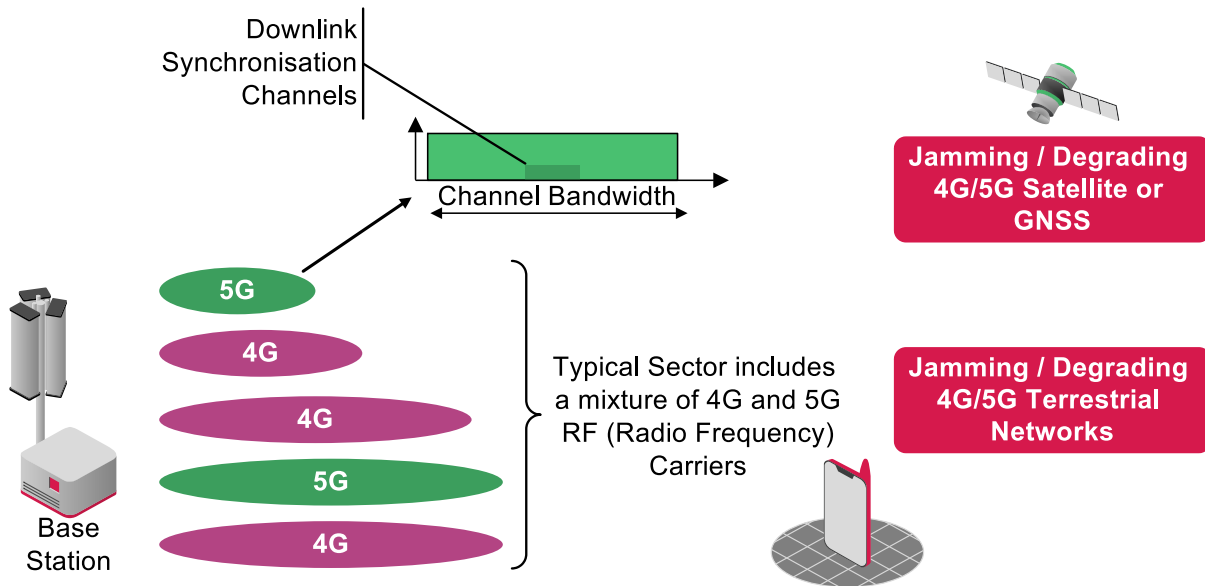 Downlink
Synchronisation
Channels
Channel Bandwidth
Jamming / Degrading
4G/5G Satellite or
GNSS
5G
4G
4G
5G
4G
Base
Station
Typical Sector includes
a mixture of 4G and 5G
RF (Radio Frequency)
Carriers
Jamming / Degrading
4G/5G Terrestrial
Networks